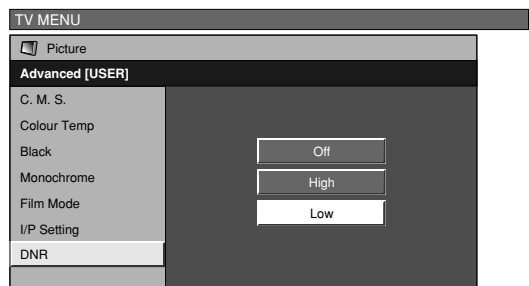 TV MENU
Picture
Advanced [USER]
C. M. S.
Colour Temp
Black
Monochrome
Film Mode
I/P Setting
DNR
Off
High
Low